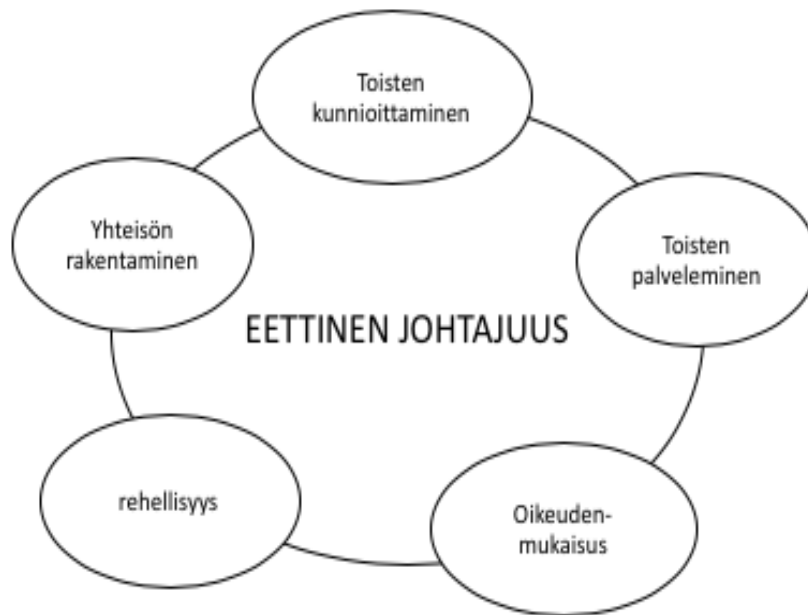 Toisten
kunnioittaminen
Yhteisön
rakentaminen
Toisten
palveleminen
EETTINEN JOHTAJUUS
rehellisyys
Oikeuden-
mukaisus